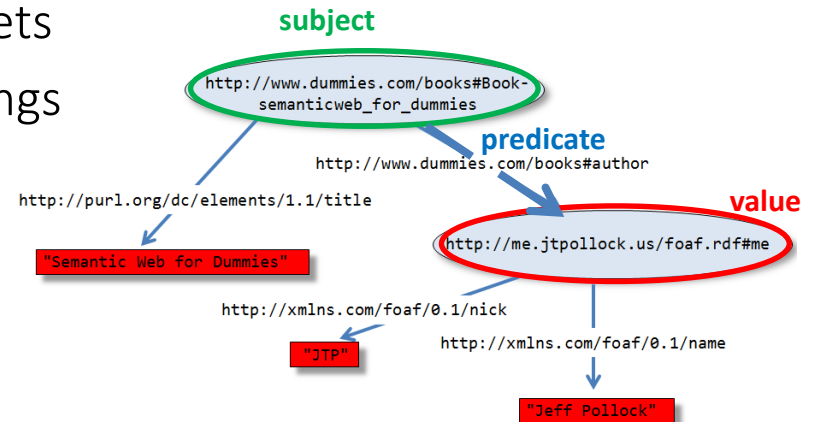 ets
subject
ngs
http://www.dummies.com/books#Book-
semanticweb_for_dummies
predicate
http://www.dummies.com/books#author
http://purl.org/dc/elements/1.1/title
value
http://me.jtpollock.us/foaf.rdf#me
"Semantic Web for Dummies"
http://xmlns.com/foaf/0.1/nick
"JTP"
http://xmlns.com/foaf/0.1/name
"Jeff Pollock"